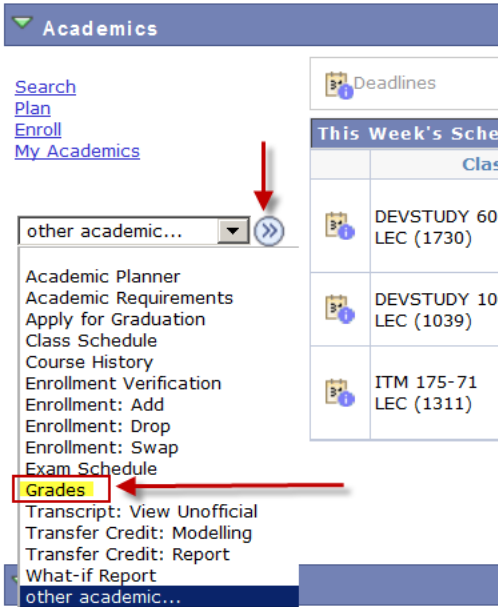 Academics
Search
Plan
Enroll
My Academics
other academic...
Academic Planner
Academic Requirements
Apply for Graduation
Class Schedule
Course History
Enrollment Verification
Enrollment: Add
Enrollment: Drop
Enrollment: Swap
Exam Schedule
Grades
Transcript: View Unofficial
Transfer Credit: Modelling
Transfer Credit: Report
What-if Report
other academic...
Deadlines
This Week's Sche
Clas
DEVSTUDY 60
LEC (1730)
DEVSTUDY 10
LEC (1039)
ITM 175-71
LEC (1311)